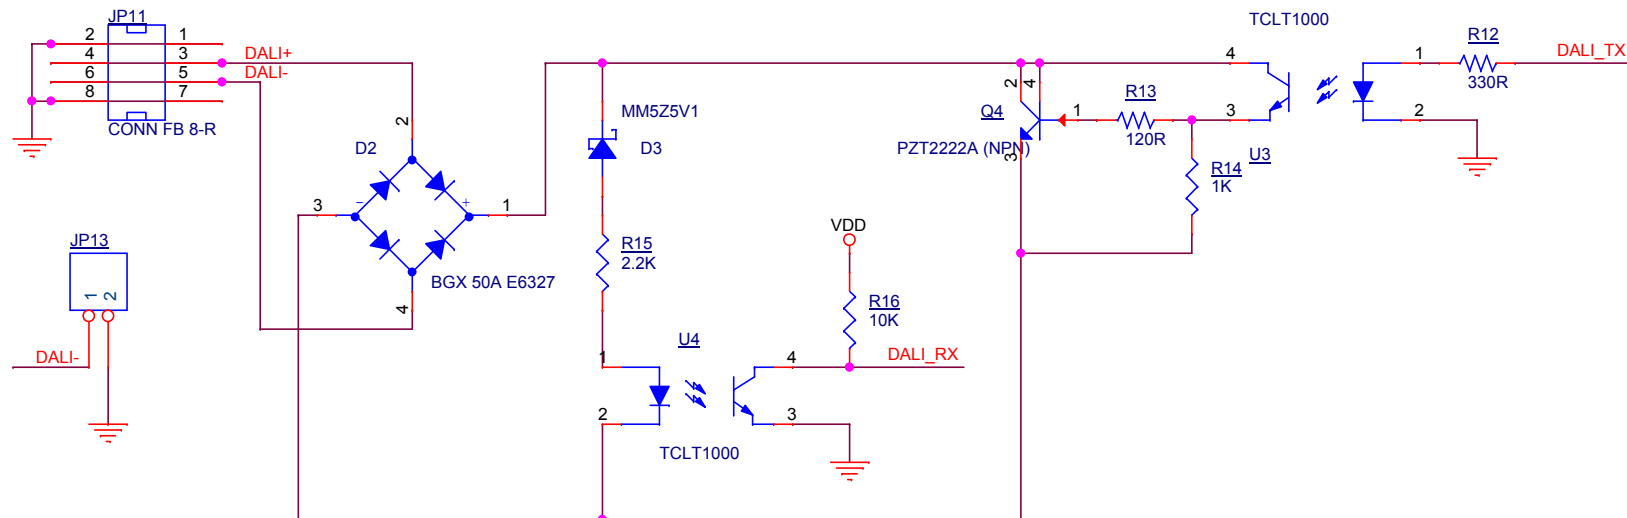 JP11
2
1
4
3
DALI+
6
5
DALI-
8
7
CONN FB 8-R
TCLT1000
4
1
R12
DALI_TX
330R
2
4
MM5Z5V1
Q4
1
R13
3
2
D2
2
D3
PZT2222A (NPN)
120R
U3
3
R14
1K
3
-
+
1
VDD
JP13
R15
2.2K
BGX 50A E6327
1
2
4
R16
10K
U4
DALI-
1
4
DALI_RX
2
3
TCLT1000